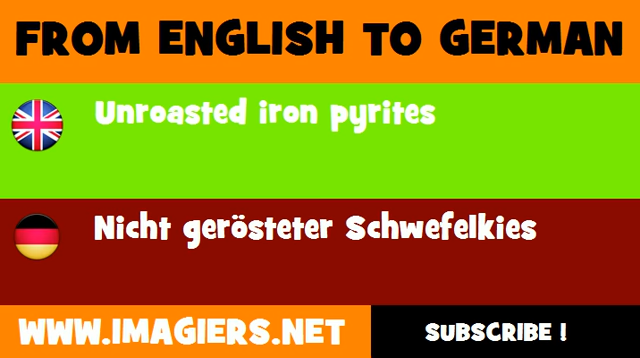 FROM ENGLISH TO GERMAN
Unroasted iron pyrites
Nicht gerösteter Schwefelkies
WWW.IMAGIERS.NET
SUBSCRIBE !